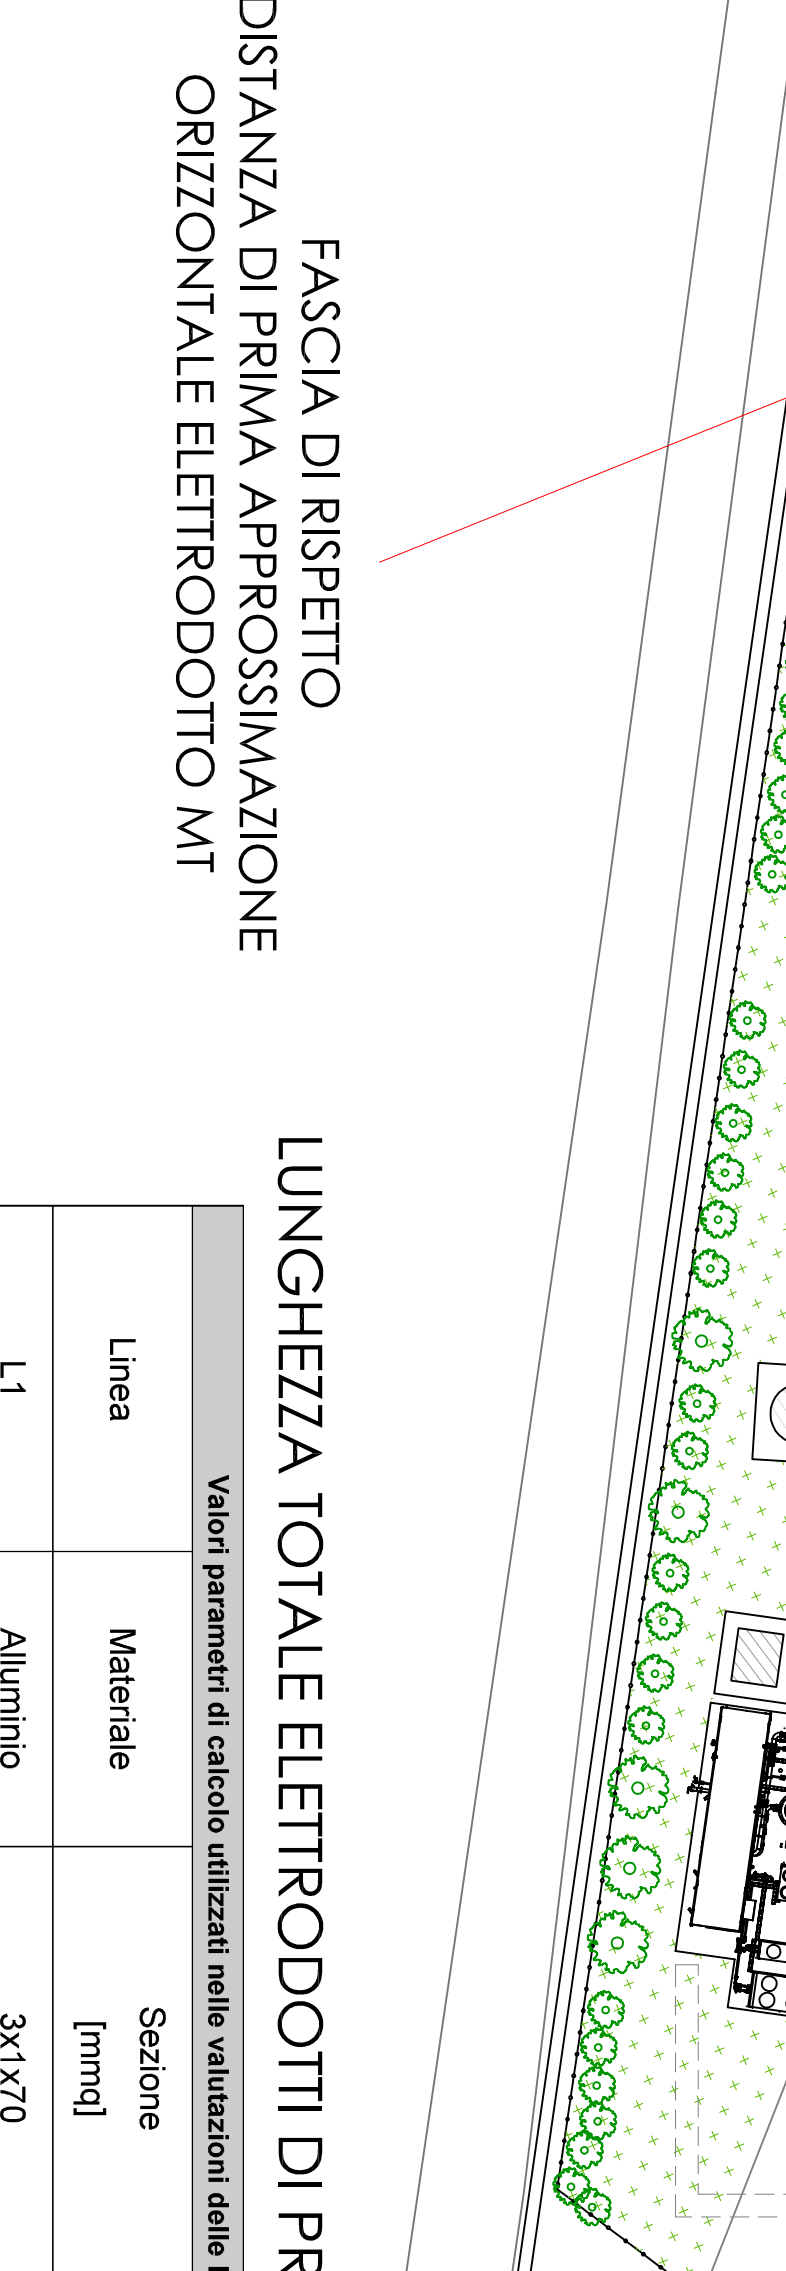 FASCIA DI RISPETTO
DISTANZA DI PRIMA APPROSSIMAZIONE
ORIZZONTALE ELETTRODOTTO MT
LUNGHEZZA TOTALE ELETTRODOTTI DI PR
Valori parametri di calcolo utilizzati nelle valutazioni delle
Linea
Materiale
Sezione
[mmq]
L1
Alluminio
3x1x70